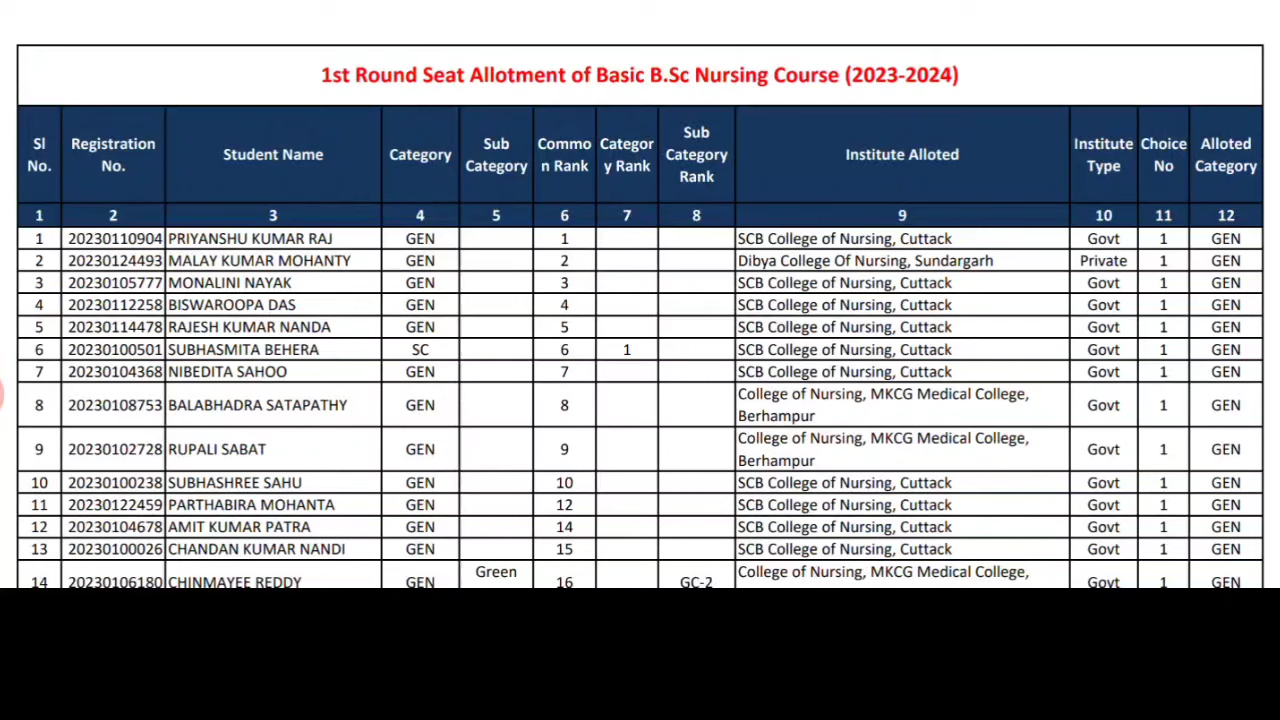 1st Round Seat Allotment of Basic B.Sc Nursing Course (2023-2024)
Sl No. Registration No. Student Name Category Sub Category Commo n Rank Categor y Rank Sub Category Rank Institute Alloted Institute Type Choice No Alloted Category
1 2 3 4 5 6 7 8 9 10 11 12
1 20230110904 PRIYANSHU KUMAR RAJ GEN 1 SCB College of Nursing, Cuttack Govt 1 GEN
2 20230124493 MALAY KUMAR MOHANTY GEN 2 Dibya College Of Nursing, Sundargarh Private 1 GEN
3 20230105777 MONALINI NAYAK GEN 3 SCB College of Nursing, Cuttack Govt 1 GEN
4 20230112258 BISWAROOPA DAS GEN 4 SCB College of Nursing, Cuttack Govt 1 GEN
5 20230114478 RAJESH KUMAR NANDA GEN 5 SCB College of Nursing, Cuttack Govt 1 GEN
6 20230100501 SUBHASMITA BEHERA SC 6 1 SCB College of Nursing, Cuttack Govt 1 GEN
7 20230104368 NIBEDITA SAHOO GEN 7 SCB College of Nursing, Cuttack Govt 1 GEN
8 20230108753 BALABHADRA SATAPATHY GEN 8 College of Nursing, MKCG Medical College, Berhampur Govt 1 GEN
9 20230102728 RUPALI SABAT GEN 9 College of Nursing, MKCG Medical College, Berhampur Govt 1 GEN
10 20230100238 SUBHASHREE SAHU GEN 10 SCB College of Nursing, Cuttack Govt 1 GEN
11 20230122459 PARTHABIRA MOHANTA GEN 12 SCB College of Nursing, Cuttack Govt 1 GEN
12 20230104678 AMIT KUMAR PATRA GEN 14 SCB College of Nursing, Cuttack Govt 1 GEN
13 20230100026 CHANDAN KUMAR NANDI GEN 15 SCB College of Nursing, Cuttack Govt 1 GEN
14 20230106180 CHINMAYEE REDDY GEN Green 16 GC-2 College of Nursing, MKCG Medical College, Govt 1 GEN